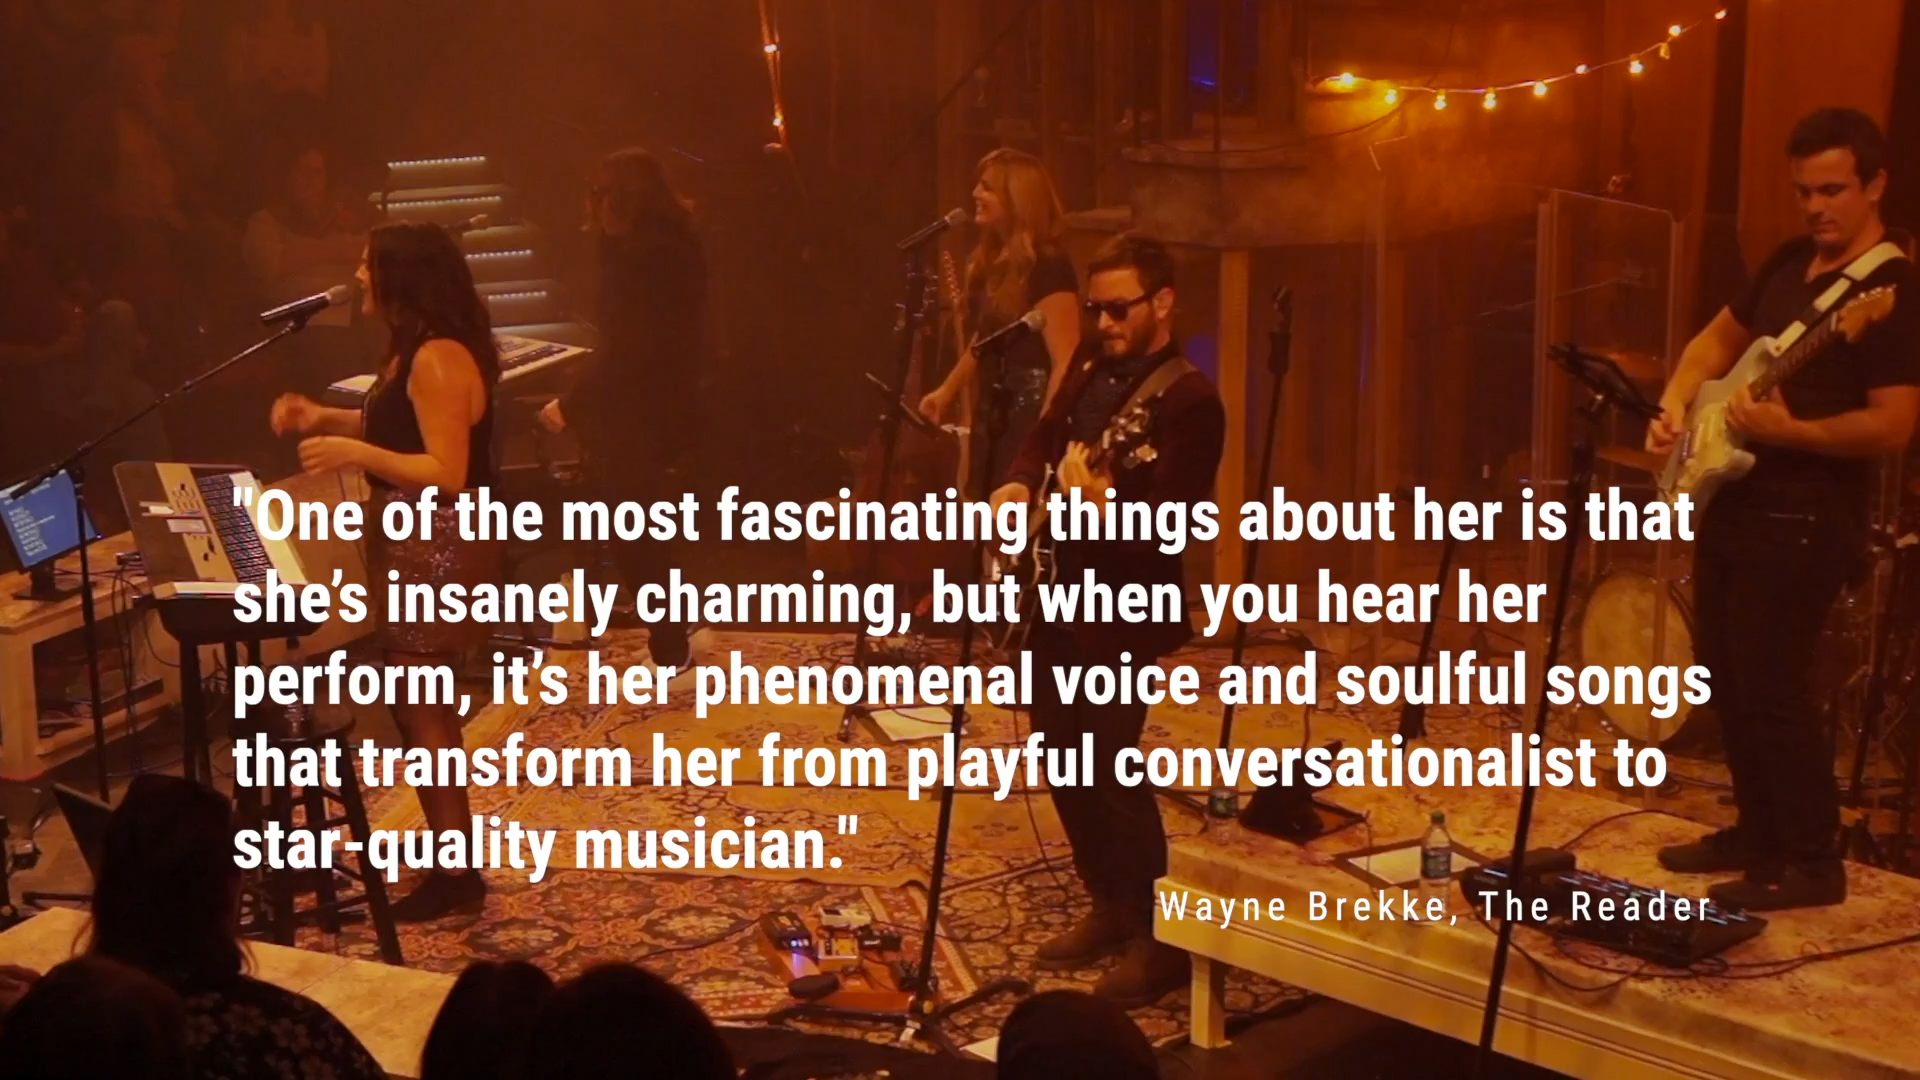 "One of the most fascinating things about her is that
she’s insanely charming, but when you hear her
perform, it’s her phenomenal voice and soulful songs
that transform her from playful conversationalist to
star-quality musician."
Wayne Brekke, The Reader